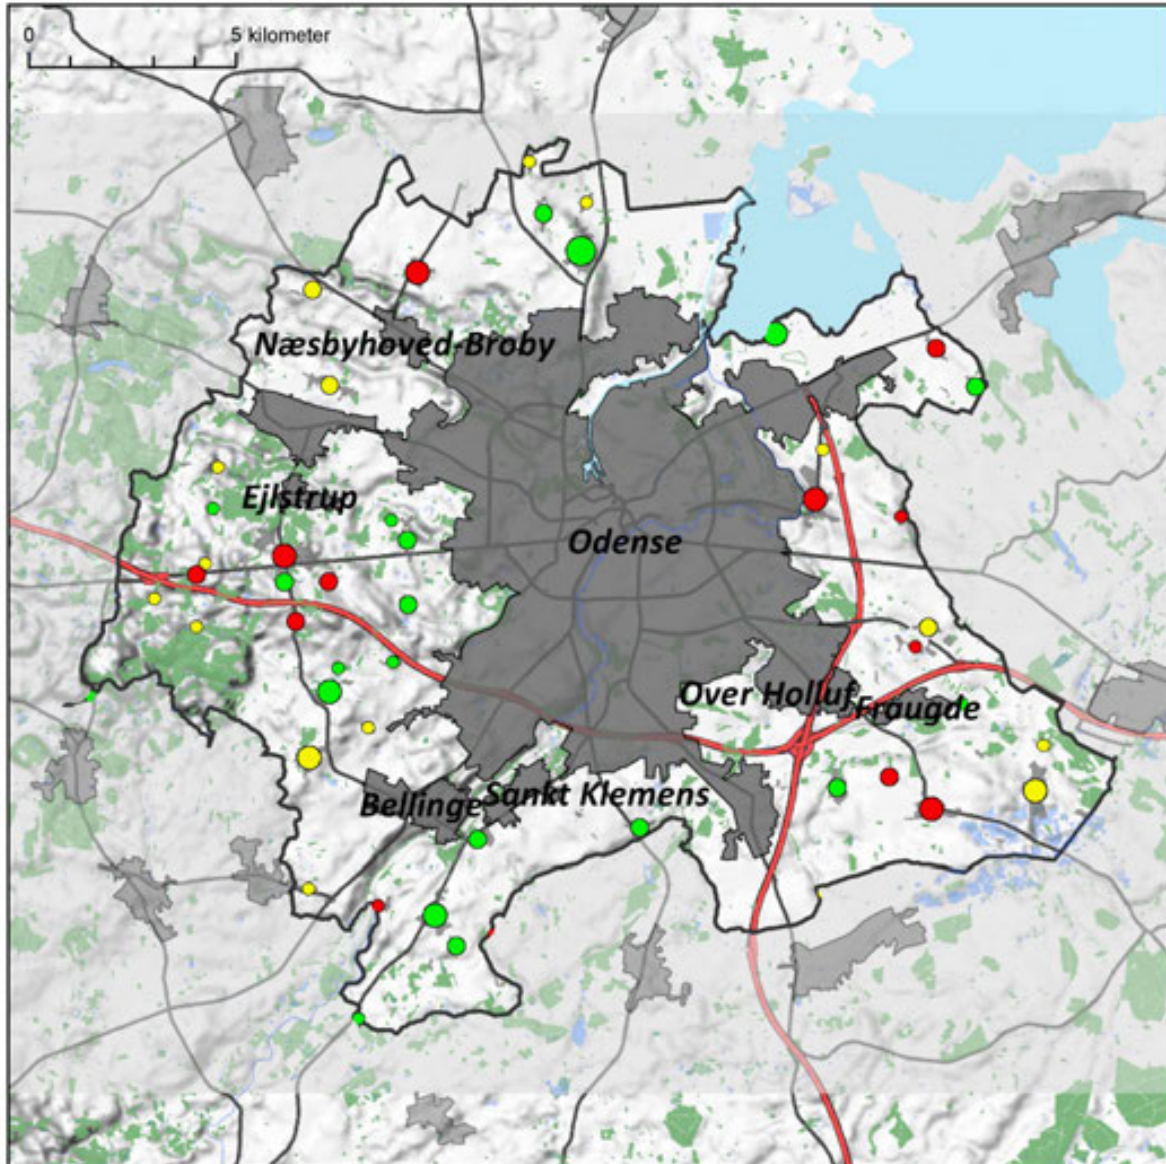 0 5 kilometer
Næsbyhoved-Broby
Ejlstrup
Odense
Over Holluf
Fraugde
Bellinge
Sankt Klemens